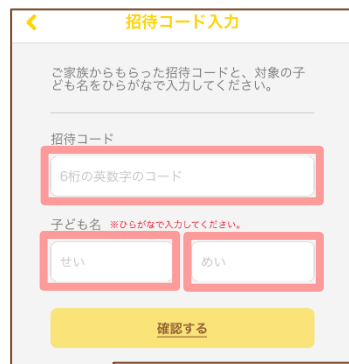 招待コード入力
ご家族からもらった招待コードと、対象の子
ども名をひらがなで入力してください。
招待コード
6桁の英数字のコード
子ども名 ※ひらがなで入力してください。
せい めい
確認する